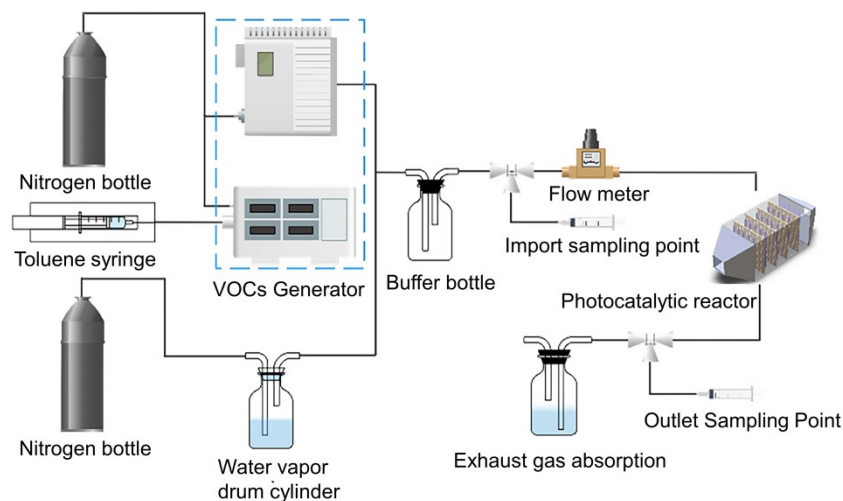 Nitrogen bottle
Toluene syringe
VOCs Generator
Nitrogen bottle
Water vapor
drum cylinder
Buffer bottle
Flow meter
Import sampling point
Photocatalytic reactor
Outlet Sampling Point
Exhaust gas absorption